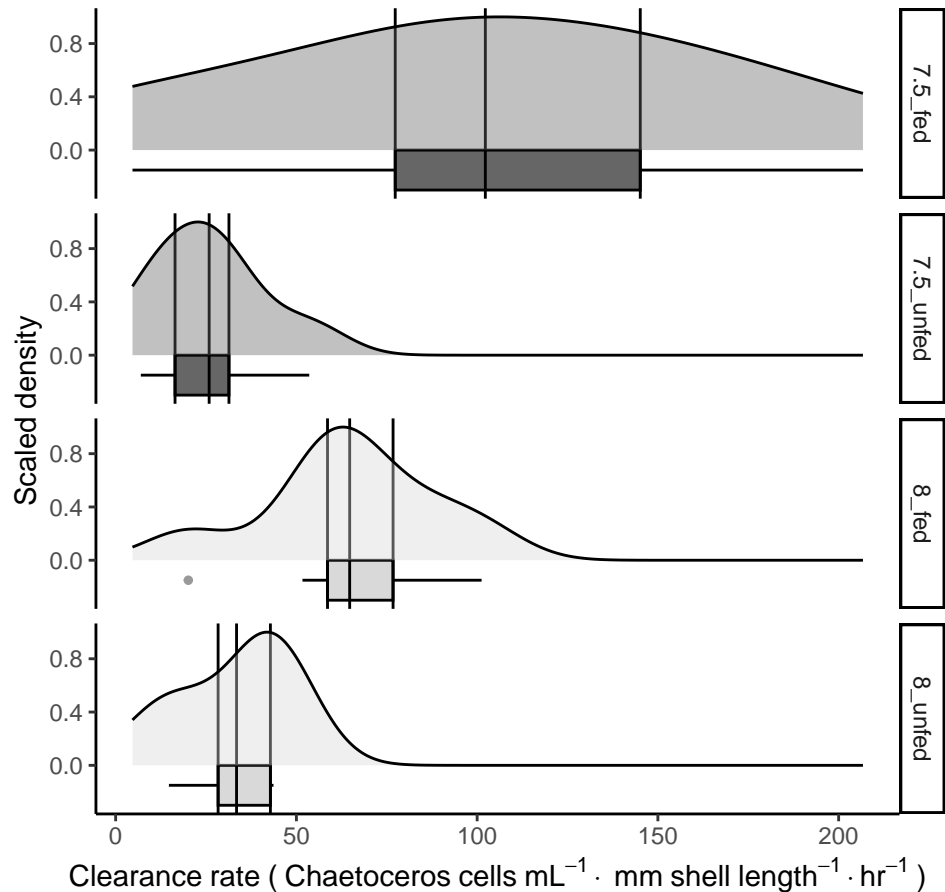 0.8
0.4
0.0
7.5_fed
0.8
0.4
0.0
7.5_unfed
0.8
0.4
0.0
8_fed
0.8
0.4
0.0
8_unfed
Scaled density
0 50 100 150 200
Clearance rate ( Chaetoceros cells mL⁻¹ · mm shell length⁻¹ · hr⁻¹ )